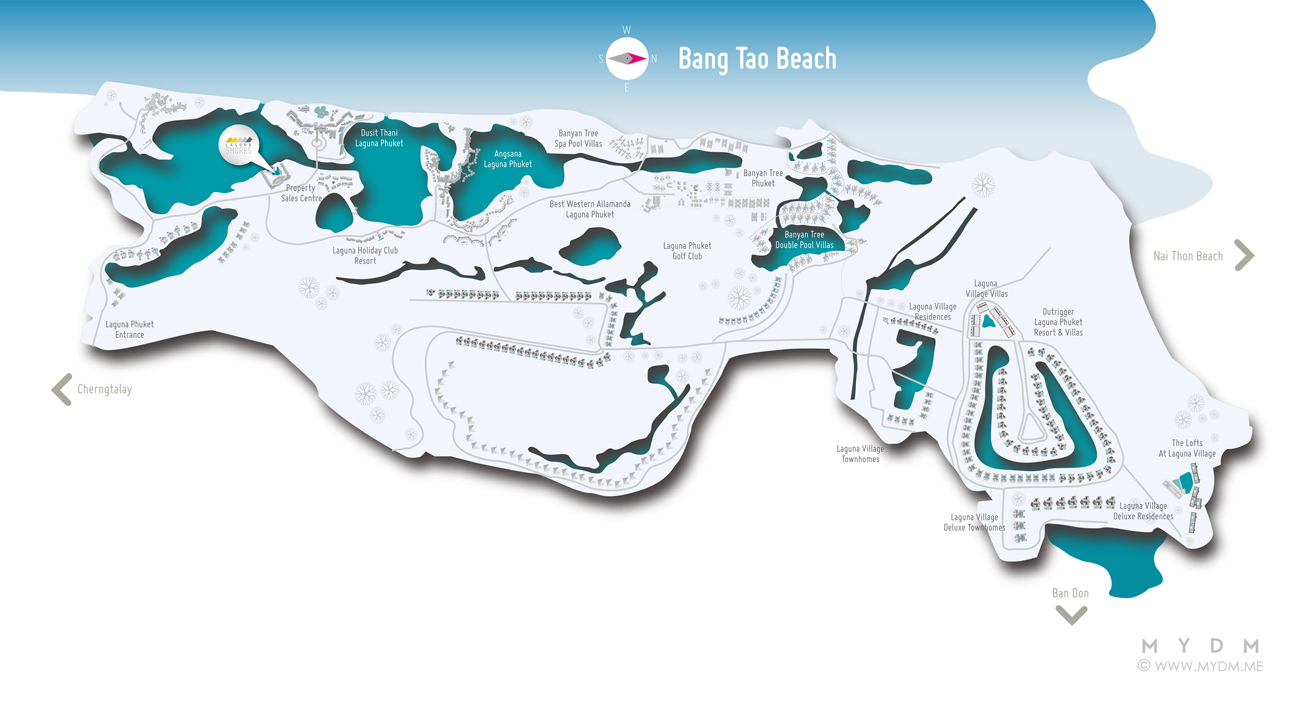 W
S
N
E
Bang Tao Beach
LAGUNA
SHORES
Dusit Thani
Laguna Phuket
Angsana
Laguna Phuket
Banyan Tree
Spa Pool Villas
Banyan Tree
Phuket
Property
Sales Centre
Best Western Allamanda
Laguna Phuket
Banyan Tree
Double Pool Villas
Laguna Holiday Club
Resort
Laguna Phuket
Golf Club
Nai Thon Beach
Laguna
Village Villas
Laguna Village
Residences
Outrigger
Laguna Phuket
Resort & Villas
Laguna Phuket
Entrance
Cherngtalay
Laguna Village
Townhomes
The Lofts
At Laguna Village
Laguna Village
Deluxe Residences
Laguna Village
Deluxe Townhomes
Ban Don
MYDM
© WWW.MYDM.ME